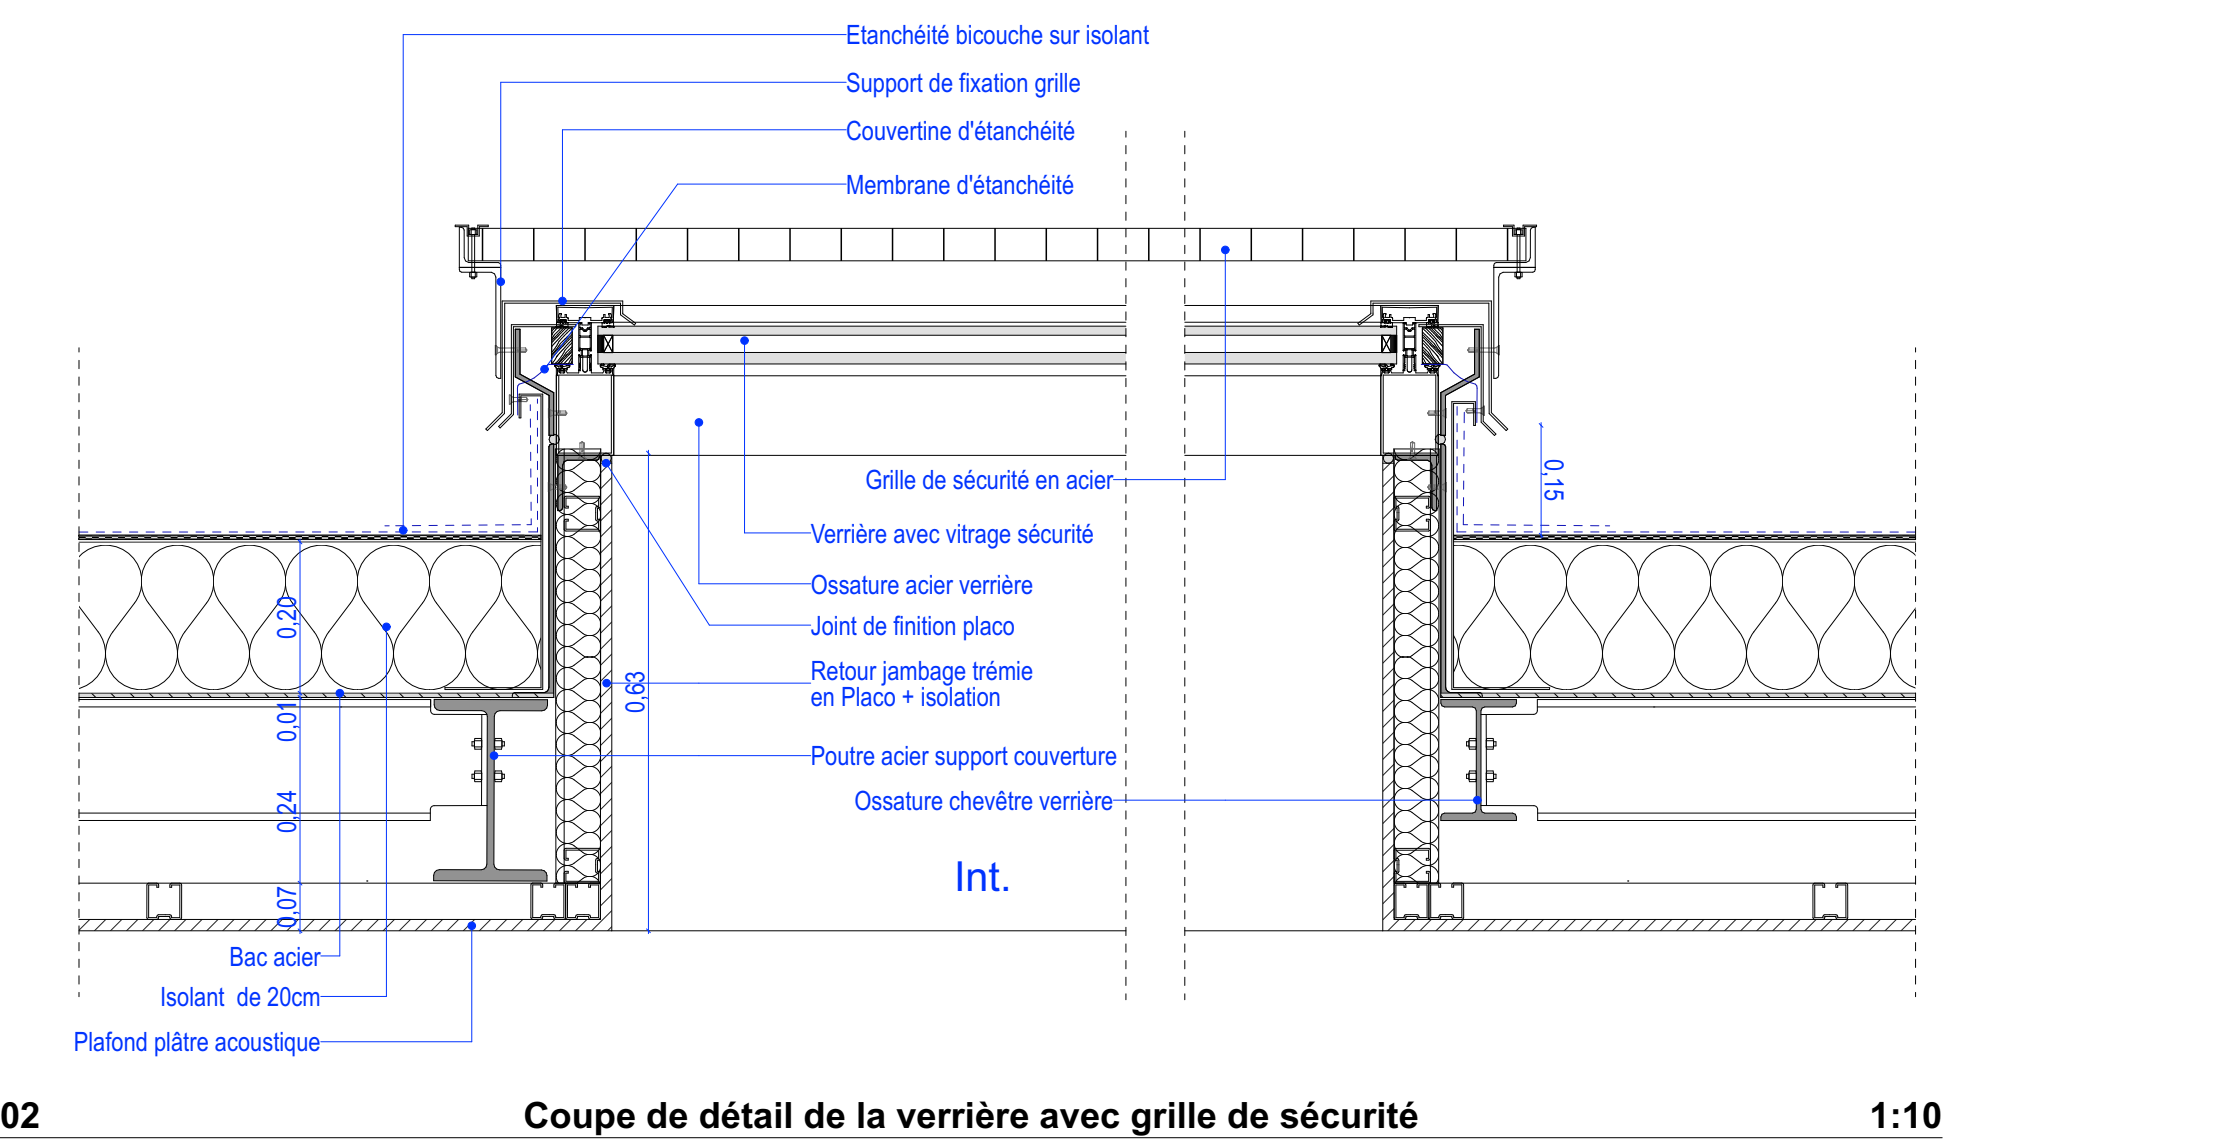 Etanchéité bicouche sur isolant
Support de fixation grille
Couvertine d'étanchéité
Membrane d'étanchéité
0,15
Grille de sécurité en acier
Verrière avec vitrage sécurité
Ossature acier verrière
0,20
Joint de finition placo
Retour jambage trémie
en Placo + isolation
0,63
0,01
Poutre acier support couverture
Ossature chevêtre verrière
0,24
Int.
0,07
Bac acier
Isolant de 20cm
Plafond plâtre acoustique
02
Coupe de détail de la verrière avec grille de sécurité
1:10